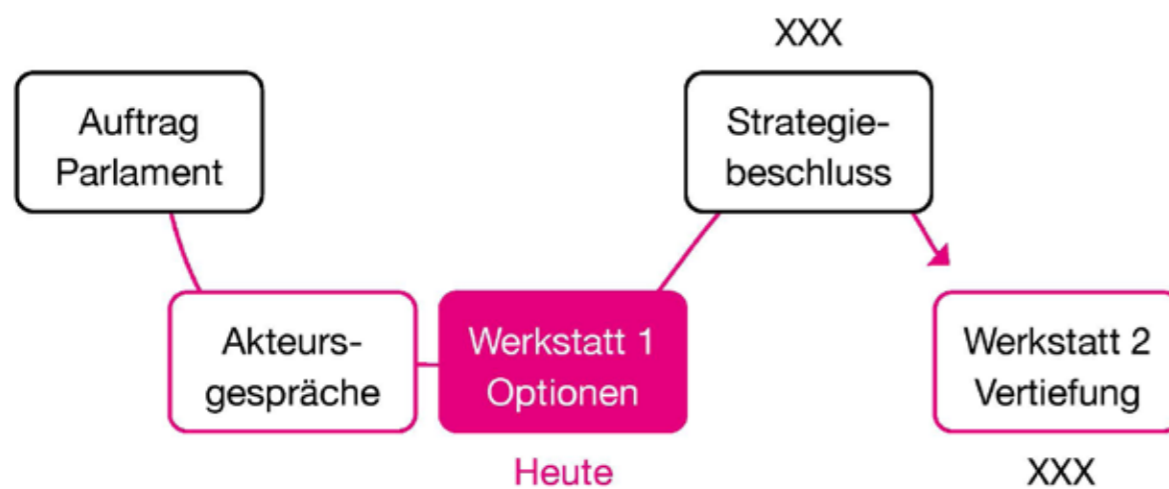 Auftrag
Parlament
Akteurs-
gespräche
Werkstatt 1
Optionen
Heute
XXX
Strategie-
beschluss
Werkstatt 2
Vertiefung
XXX